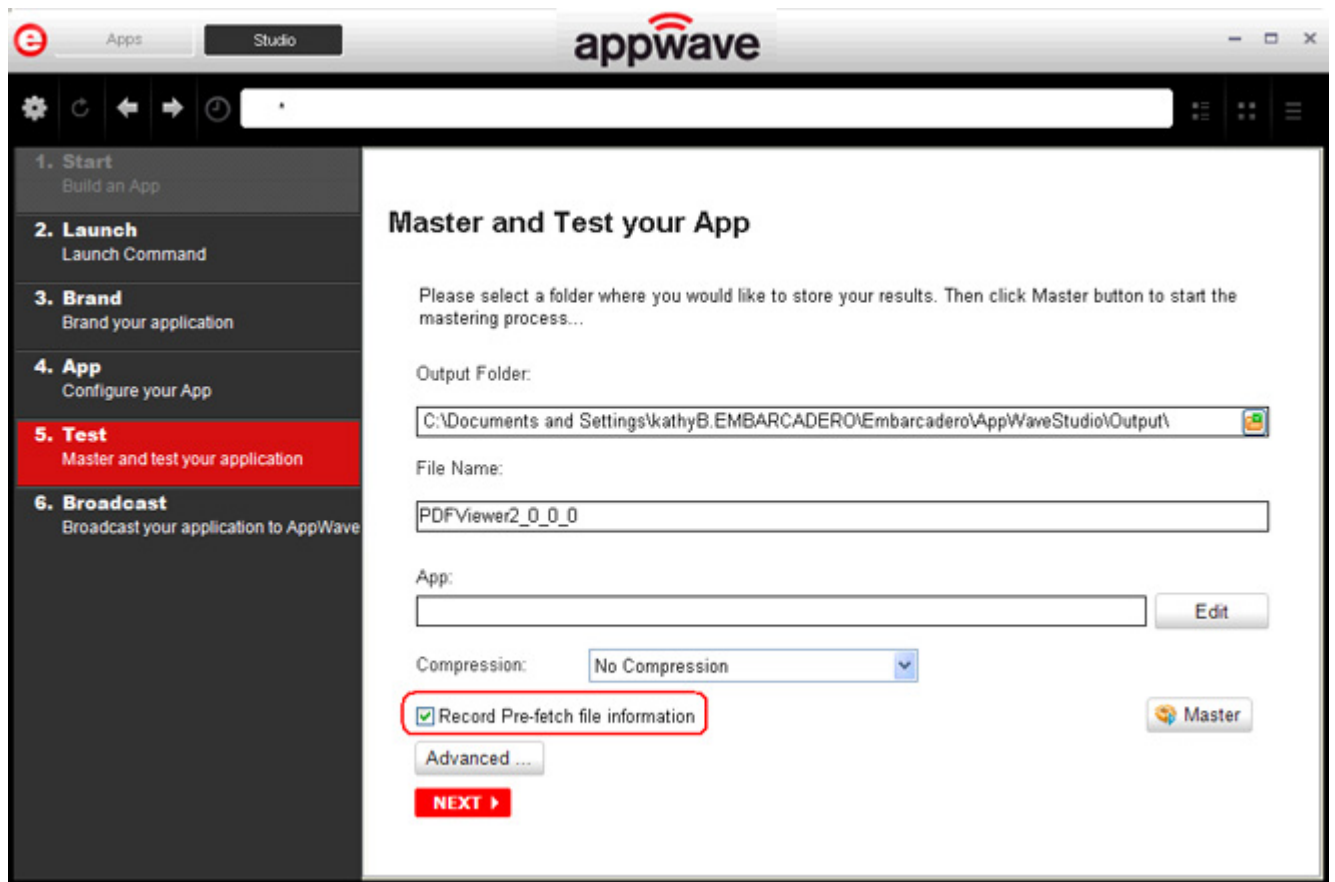 Apps
Studio
appwave
*
1. Start
Build an App
2. Launch
Launch Command
3. Brand
Brand your application
4. App
Configure your App
5. Test
Master and test your application
6. Broadcast
Broadcast your application to AppWave
Master and Test your App
Please select a folder where you would like to store your results. Then click Master button to start the
mastering process...
Output Folder:
C:\Documents and Settings\kathyB.EMBARCADERO\Embarcadero\AppWaveStudio\Output\
File Name:
PDFViewer2_0_0_0
App:
Edit
Compression:
No Compression
Record Pre-fetch file information
Master
Advanced ...
NEXT